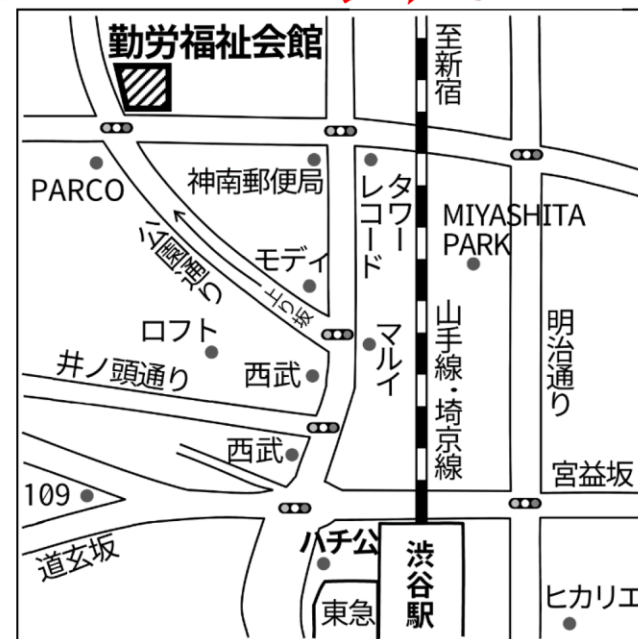 勤労福祉会館
至新宿
PARCO
神南郵便局
タワー
レコード
MIYASHITA
PARK
公園通り
上り坂
モディ
ロフト
マルイ
山手線・埼京線
明治通り
井ノ頭通り
西武
西武
宮益坂
109
道玄坂
ハチ公
渋谷駅
東急
ヒカリエ